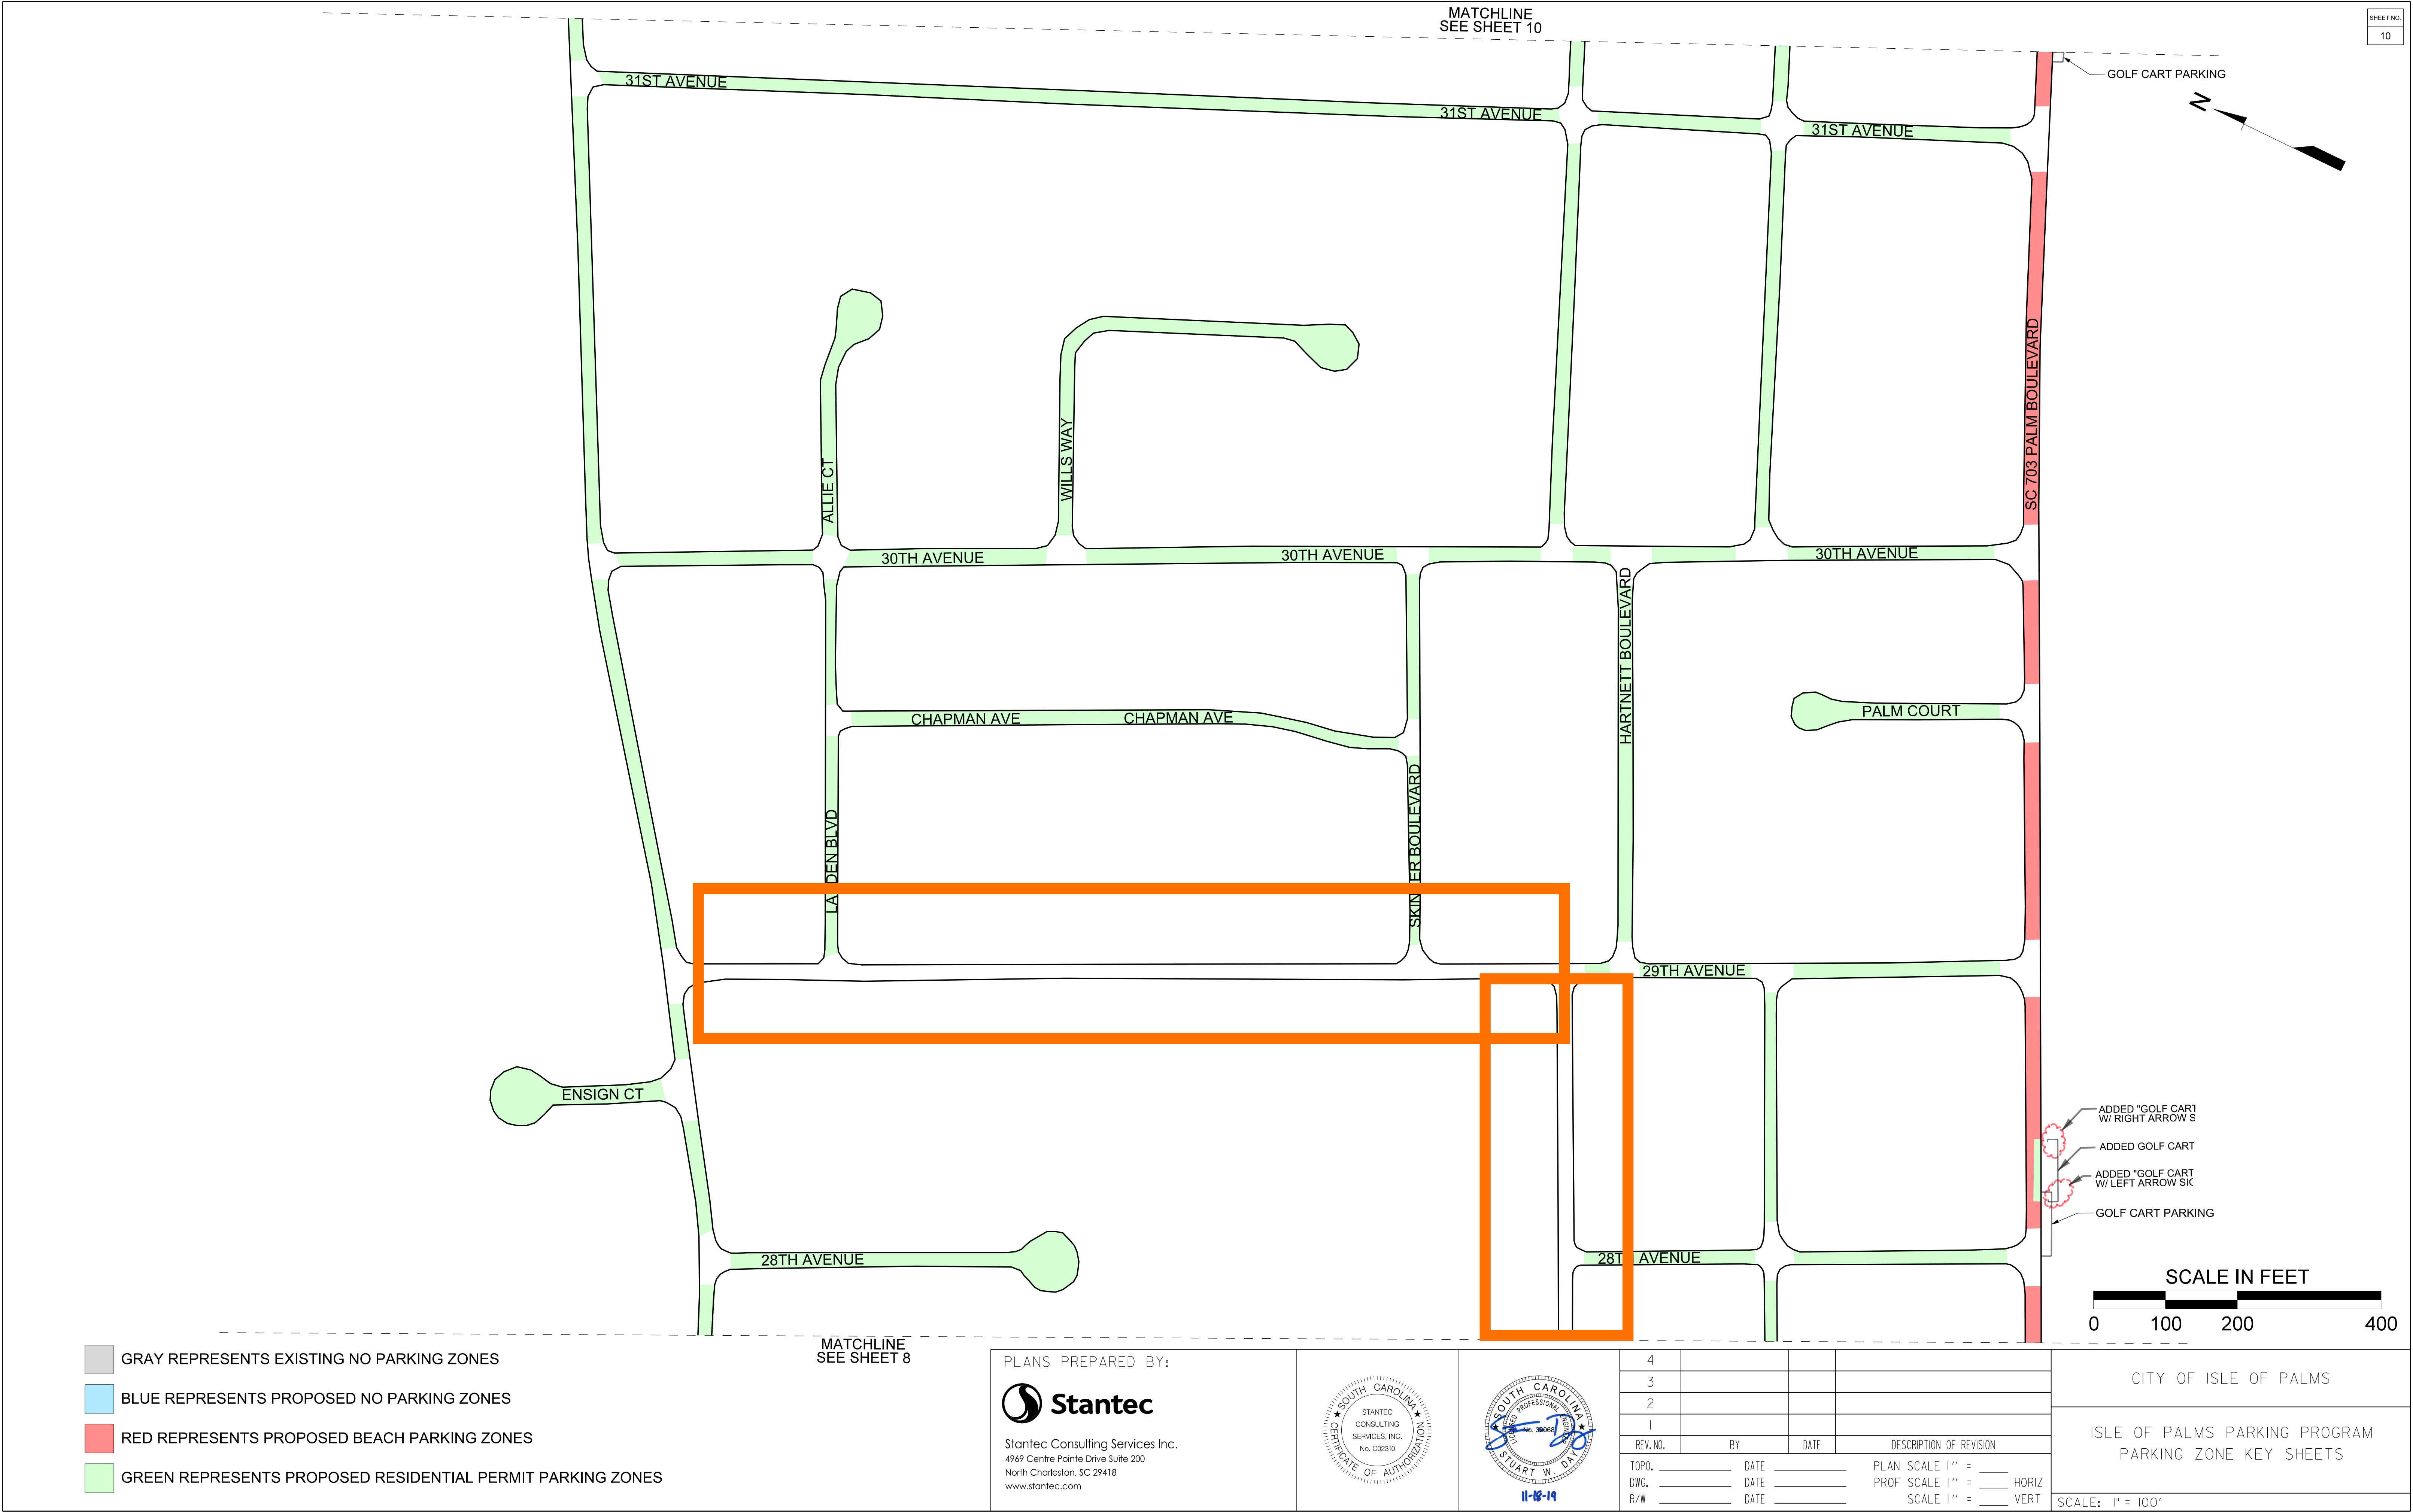 MATCHLINE
SEE SHEET 10
SHEET NO.
10
GOLF CART PARKING
N
31ST AVENUE
31ST AVENUE
31ST AVENUE
SC 703 PALM BOULEVARD
ALLIE CT
WILLS WAY
30TH AVENUE
30TH AVENUE
30TH AVENUE
HARTNETT BOULEVARD
CHAPMAN AVE
CHAPMAN AVE
PALM COURT
BLVD
BOULEVARD
29TH AVENUE
ENSIGN CT
ADDED "GOLF CART
W/ RIGHT ARROW S
ADDED GOLF CART
ADDED "GOLF CART
W/ LEFT ARROW SIG
GOLF CART PARKING
28TH AVENUE
AVENUE
SCALE IN FEET
0 100 200 400
MATCHLINE
SEE SHEET 8
GRAY REPRESENTS EXISTING NO PARKING ZONES
BLUE REPRESENTS PROPOSED NO PARKING ZONES
RED REPRESENTS PROPOSED BEACH PARKING ZONES
GREEN REPRESENTS PROPOSED RESIDENTIAL PERMIT PARKING ZONES
PLANS PREPARED BY:
Stantec
Stantec Consulting Services Inc.
4969 Centre Pointe Drive Suite 200
North Charleston, SC 29418
www.stantec.com
SOUTH CAROLINA
STANTEC
CONSULTING
SERVICES, INC.
No. C02310
CERTIFICATE OF AUTHORIZATION
SOUTH CAROLINA
LICENSED PROFESSIONAL ENGINEER
STUART W. DAY
11-18-19
4
3
2
1
REV. NO. BY DATE DESCRIPTION OF REVISION
TOPO. DATE PLAN SCALE 1" =
DWG. DATE PROF SCALE 1" = HORIZ
R/W DATE SCALE 1" = VERT
CITY OF ISLE OF PALMS
ISLE OF PALMS PARKING PROGRAM
PARKING ZONE KEY SHEETS
SCALE: 1" = 100'